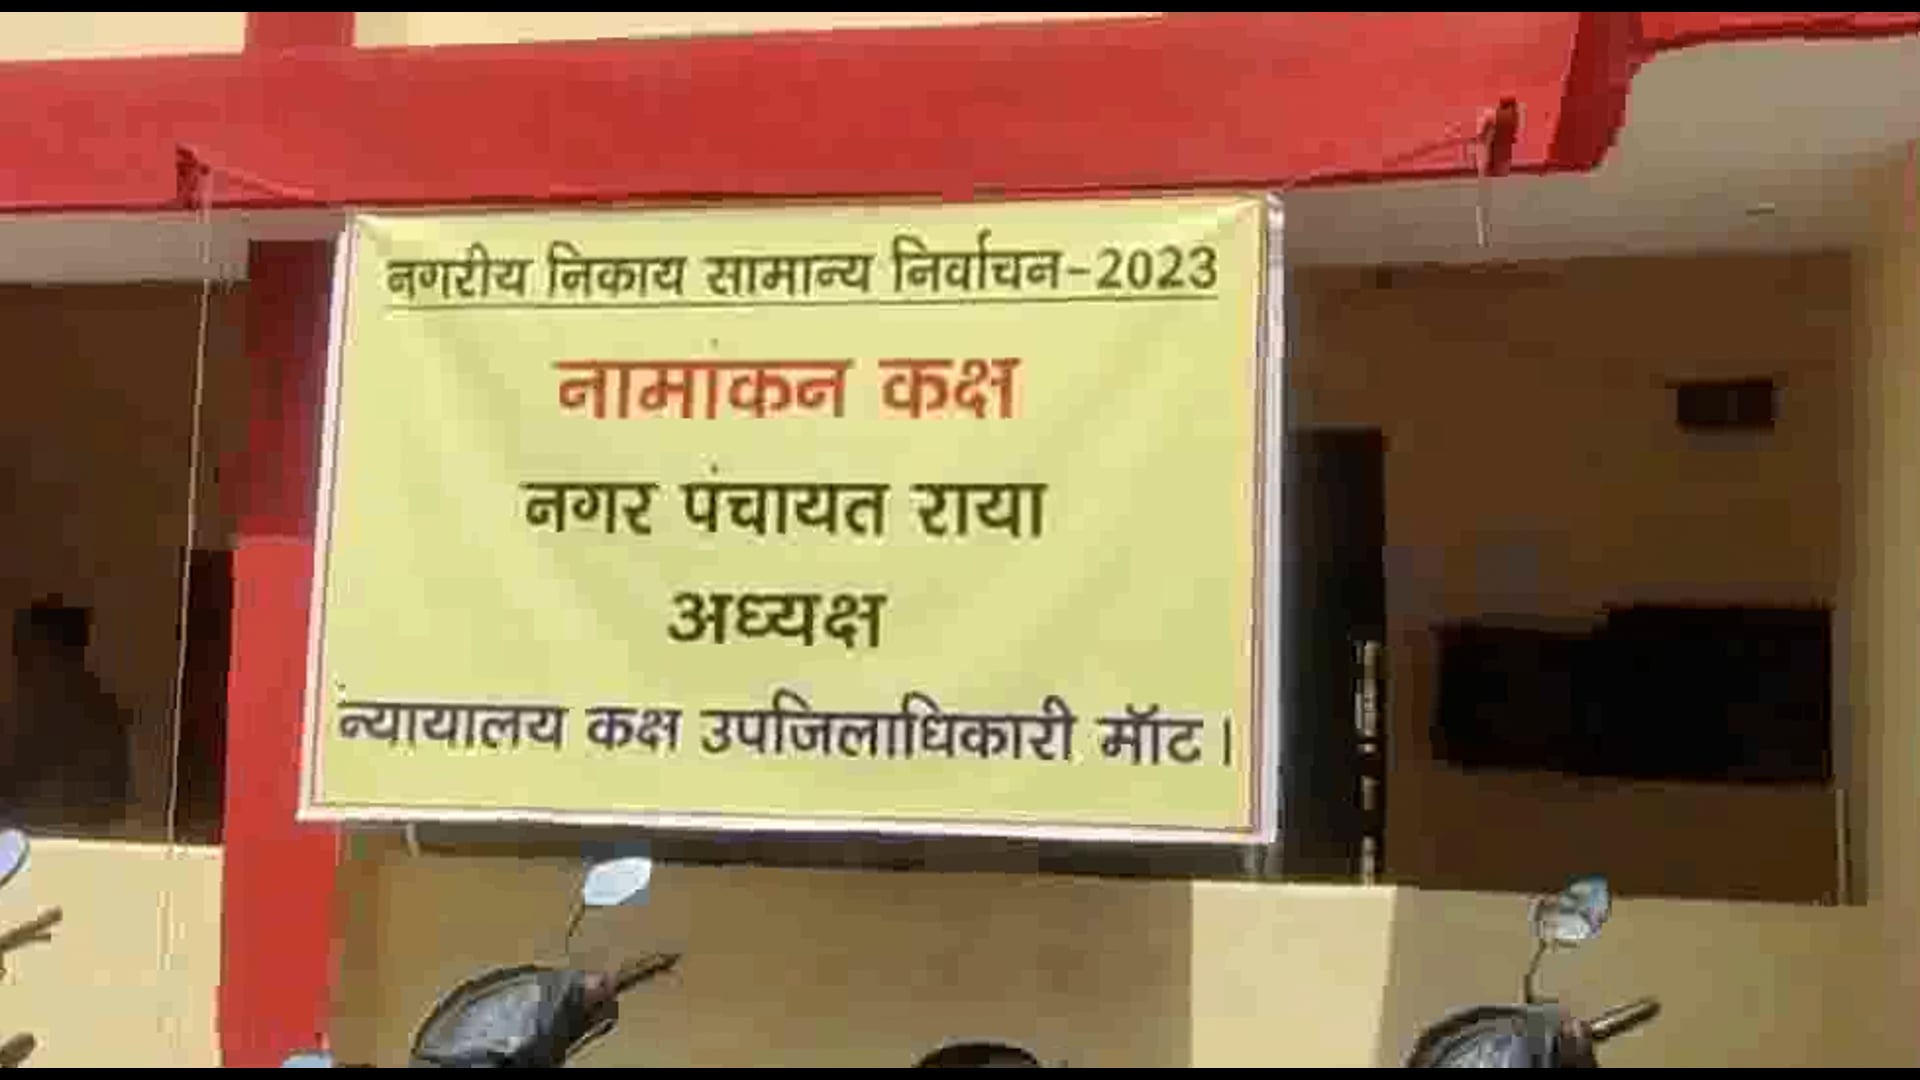 नगरीय निकाय सामान्य निर्वाचन-2023
नामांकन कक्ष
नगर पंचायत राया
अध्यक्ष
न्यायालय कक्ष उपजिलाधिकारी मॉट।